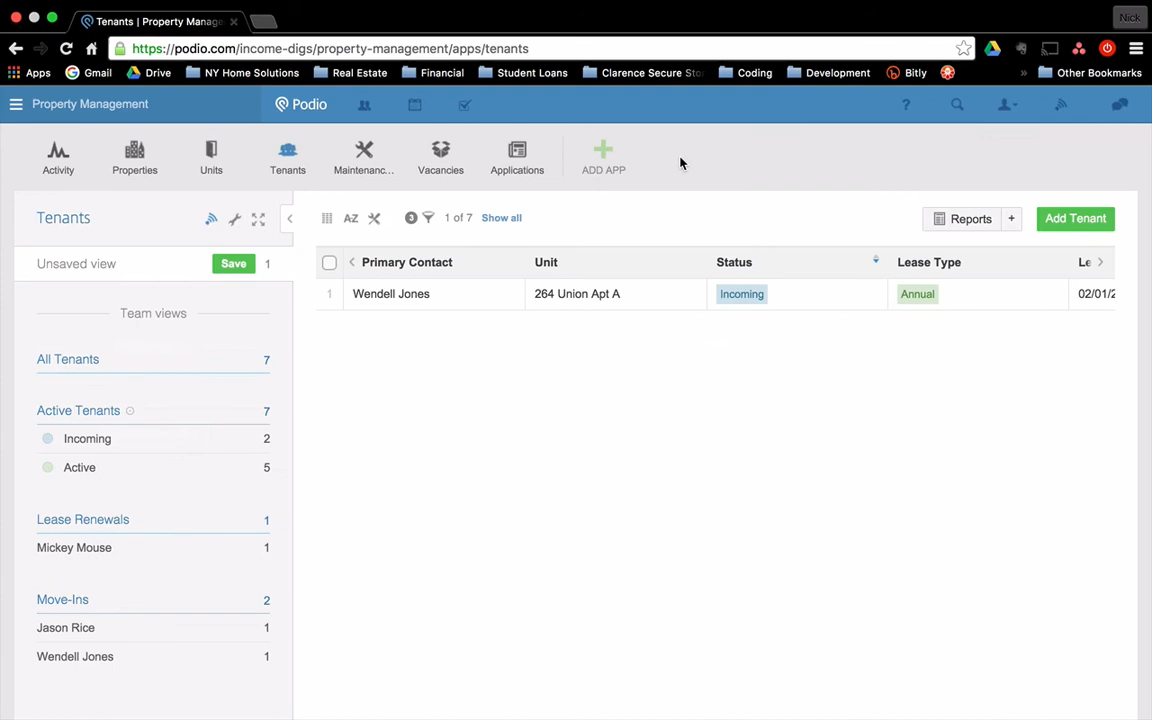 Tenants | Property Manage
Nick
https://podio.com/income-digs/property-management/apps/tenants
Apps Gmail Drive NY Home Solutions Real Estate Financial Student Loans Clarence Secure Sto Coding Development Bitly » Other Bookmarks
Property Management Podio ?
Activity Properties Units Tenants Maintenanc... Vacancies Applications ADD APP
Tenants A-Z 3 1 of 7 Show all Reports + Add Tenant
Unsaved view Save 1
Primary Contact Unit Status Lease Type Le
1 Wendell Jones 264 Union Apt A Incoming Annual 02/01/2
Team views
All Tenants 7
Active Tenants 7
Incoming 2
Active 5
Lease Renewals 1
Mickey Mouse 1
Move-Ins 2
Jason Rice 1
Wendell Jones 1